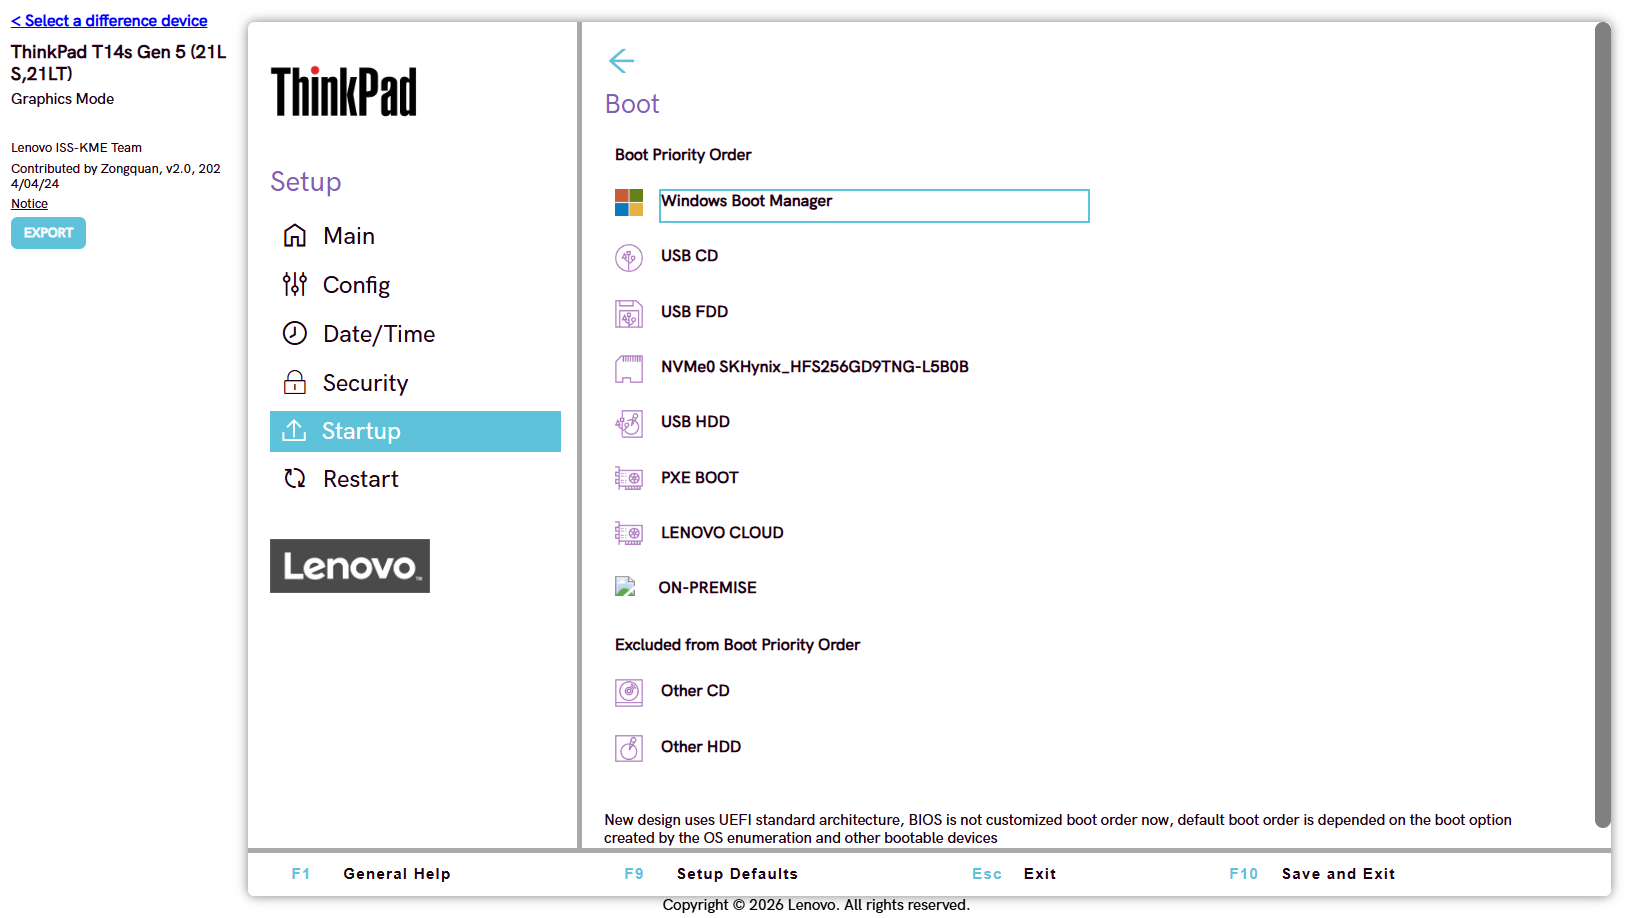 < Select a difference device
ThinkPad T14s Gen 5 (21L
S,21LT)
Graphics Mode
Lenovo ISS-KME Team
Contributed by Zongquan, v2.0, 202
4/04/24
Notice
EXPORT
ThinkPad
Setup
Main
Config
Date/Time
Security
Startup
Restart
Lenovo™
Boot
Boot Priority Order
Windows Boot Manager
USB CD
USB FDD
NVMe0 SKHynix_HFS256GD9TNG-L5B0B
USB HDD
PXE BOOT
LENOVO CLOUD
ON-PREMISE
Excluded from Boot Priority Order
Other CD
Other HDD
New design uses UEFI standard architecture, BIOS is not customized boot order now, default boot order is depended on the boot option
created by the OS enumeration and other bootable devices
F1 General Help F9 Setup Defaults Esc Exit F10 Save and Exit
Copyright © 2026 Lenovo. All rights reserved.